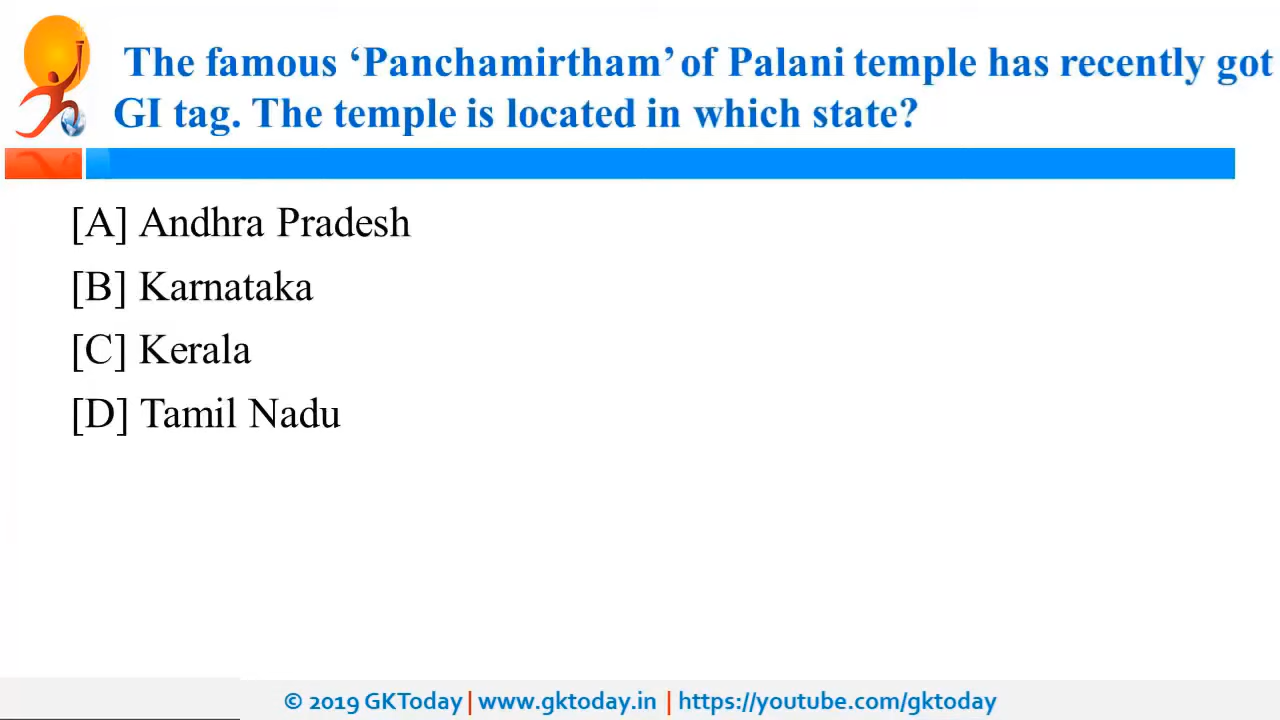 The famous ‘Panchamirtham’ of Palani temple has recently got
GI tag. The temple is located in which state?
[A] Andhra Pradesh
[B] Karnataka
[C] Kerala
[D] Tamil Nadu
© 2019 GKToday | www.gktoday.in | https://youtube.com/gktoday